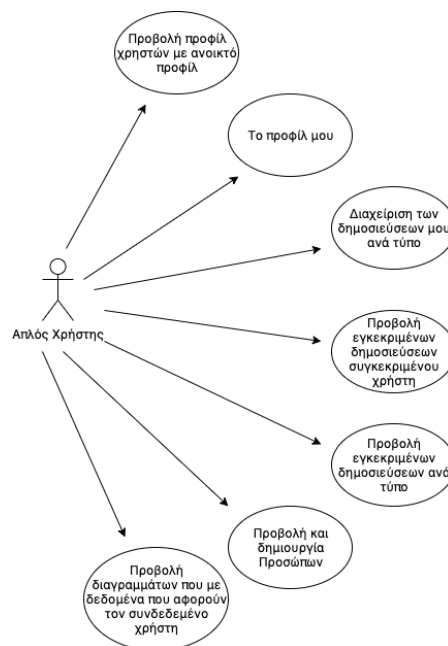 Προβολή προφίλ
χρηστών με ανοικτό
προφίλ
Το προφίλ μου
Διαχείριση των
δημοσιεύσεων μου
ανά τύπο
Απλός Χρήστης
Προβολή
εγκεκριμένων
δημοσιεύσεων
συγκεκριμένου
χρήστη
Προβολή
εγκεκριμένων
δημοσιεύσεων ανά
τύπο
Προβολή και
δημιουργία
Προσώπων
Προβολή
διαγραμμάτων που με
δεδομένα που αφορούν
τον συνδεδεμένο
χρήστη